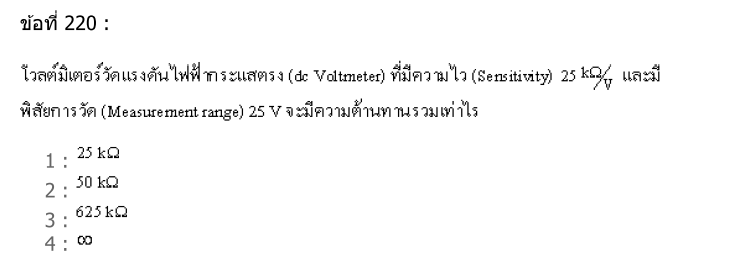 ข้อที่ 220 :
โวลต์มิเตอร์วัดแรงดันไฟฟ้ากระแสตรง (dc Voltmeter) ที่มีความไว (Sensitivity) 25 kΩ/V และมี
พิสัยการวัด (Measurement range) 25 V จะมีความต้านทานรวมเท่าไร
1 : 25 kΩ
2 : 50 kΩ
3 : 625 kΩ
4 : ∞